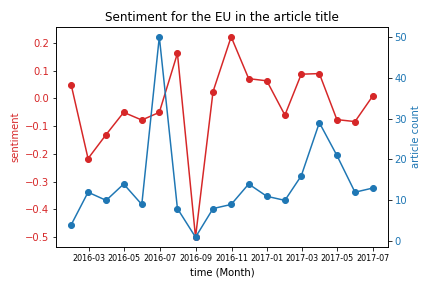 Sentiment for the EU in the article title
0.2
0.1
0.0
−0.1
−0.2
−0.3
−0.4
−0.5
sentiment
50
40
30
20
10
0
article count
2016-03 2016-05 2016-07 2016-09 2016-11 2017-01 2017-03 2017-05 2017-07
time (Month)